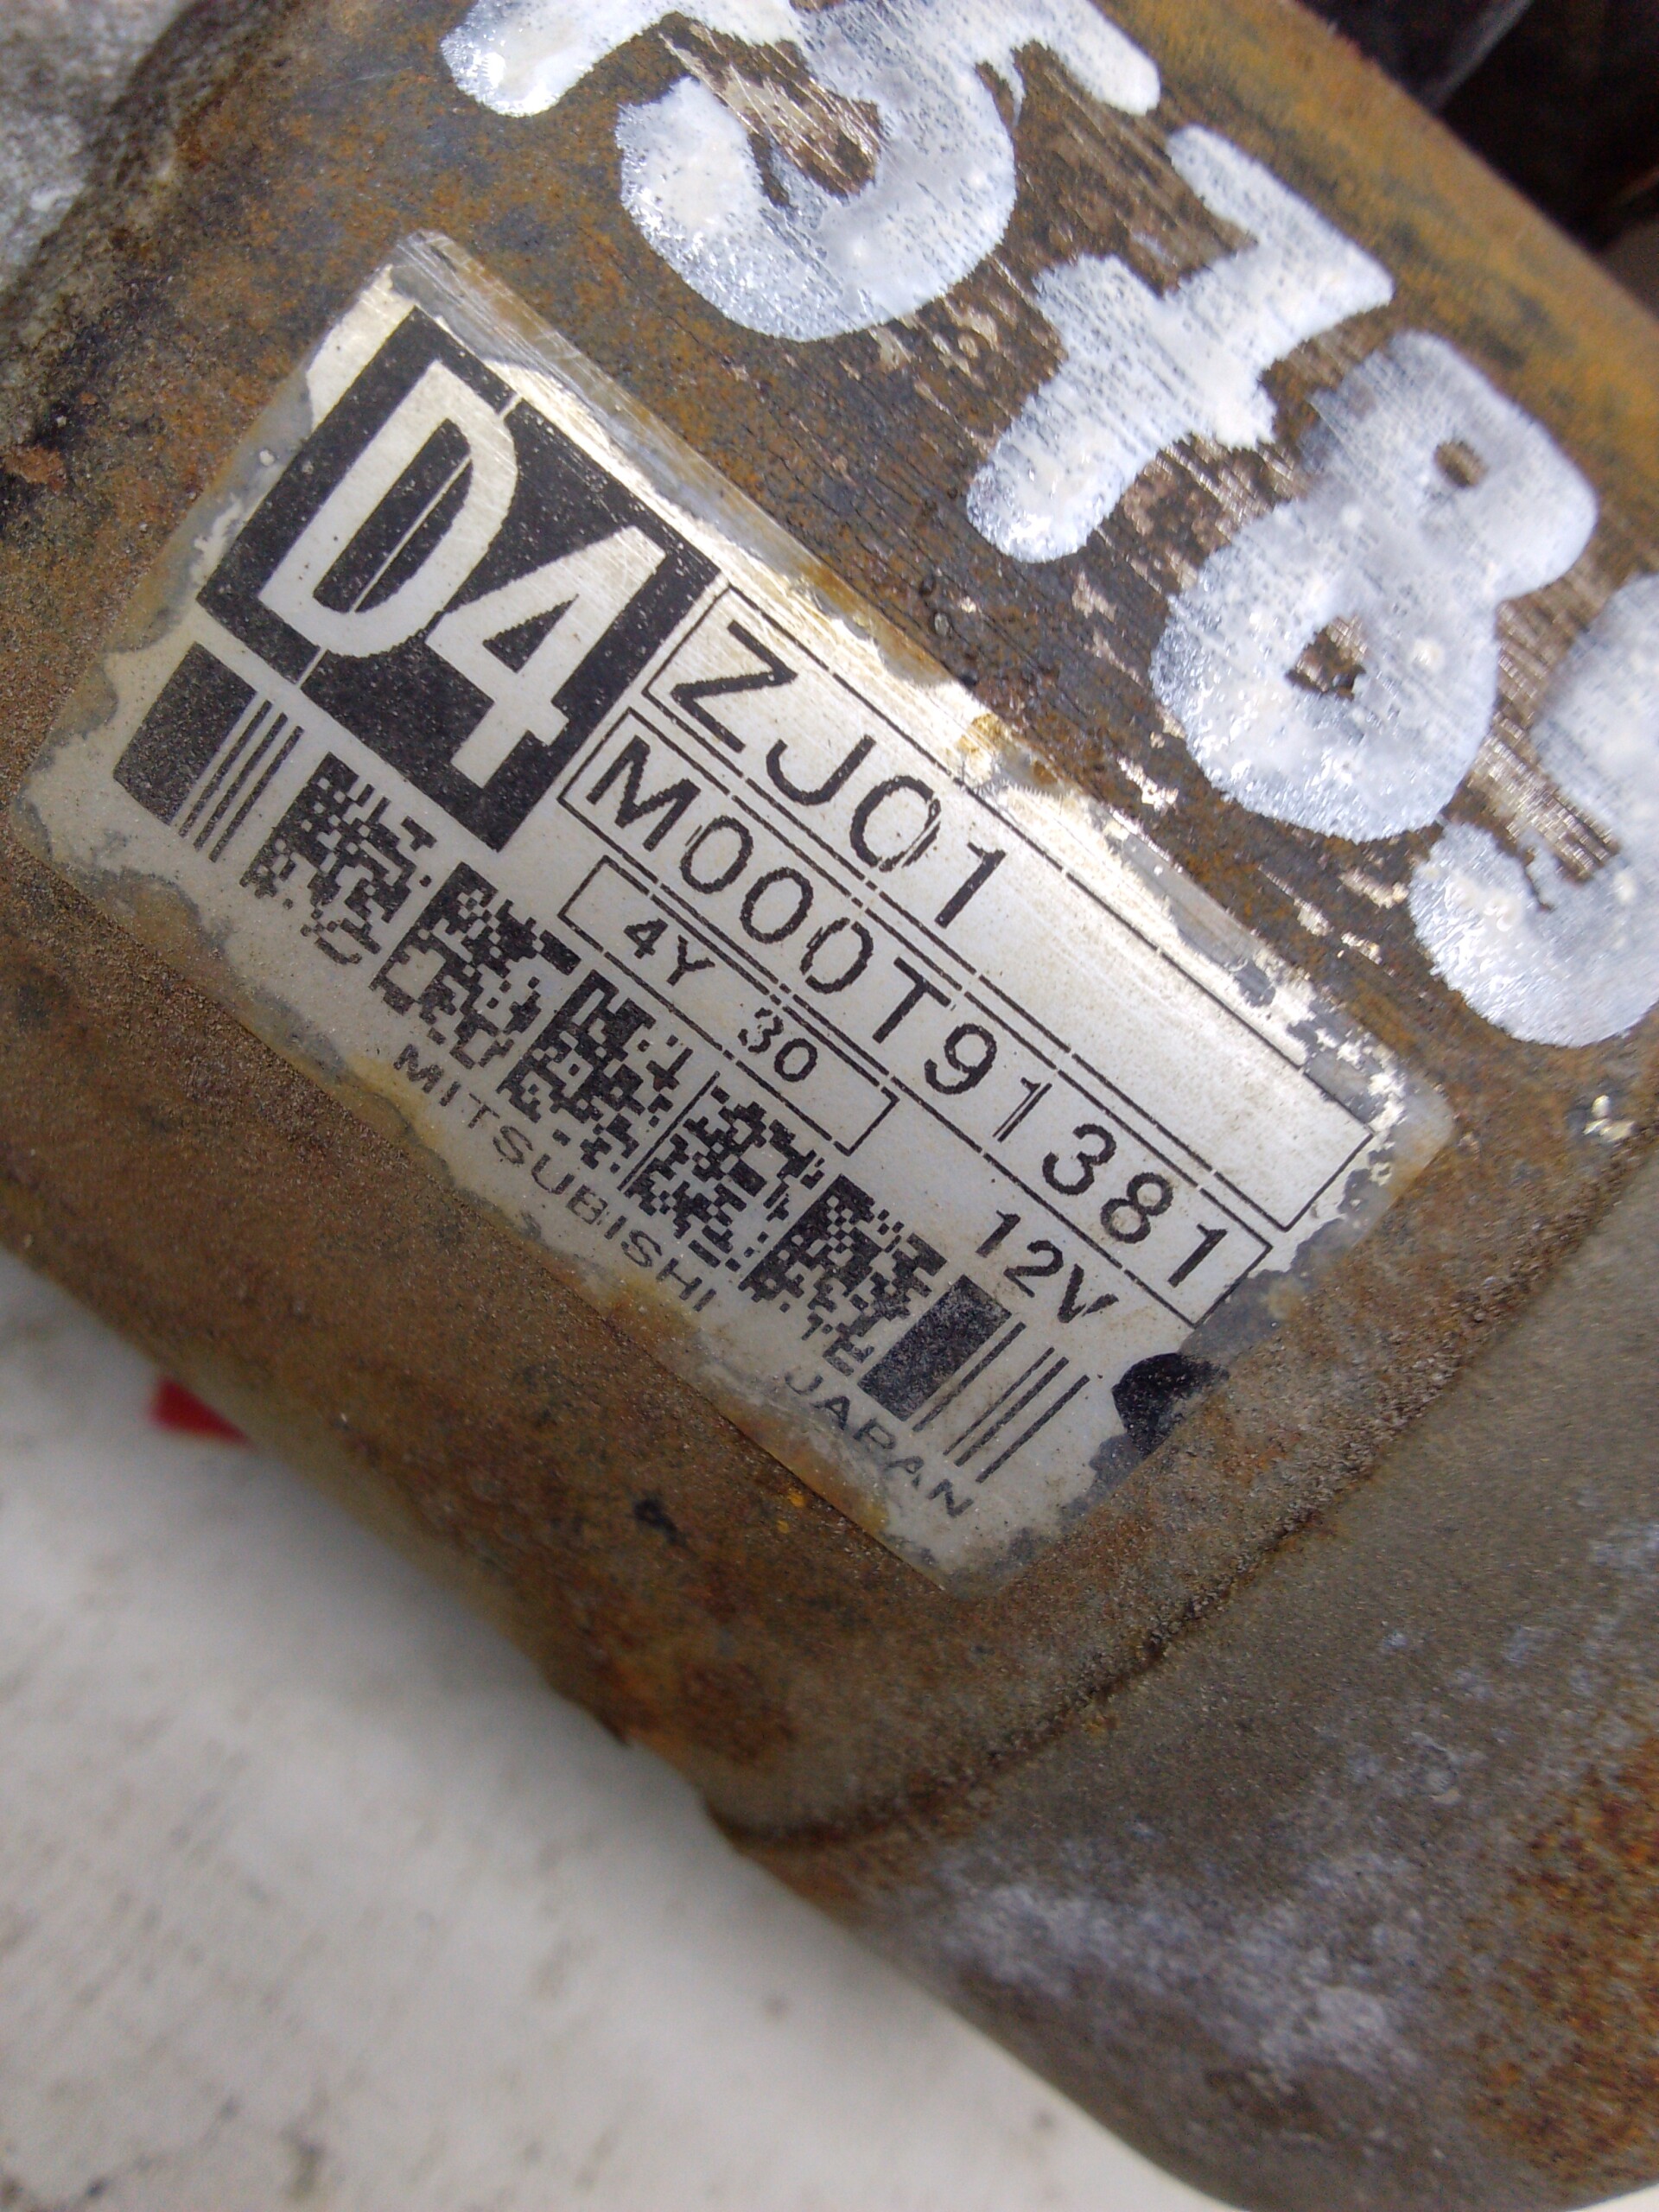 D4
ZJ01
M000T91381
4Y 30
12V
MITSUBISHI
JAPAN